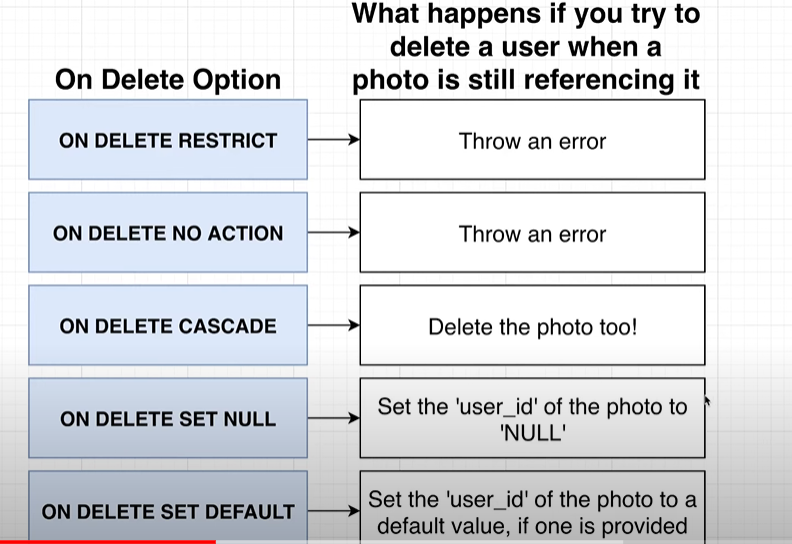 What happens if you try to
delete a user when a
On Delete Option
photo is still referencing it
ON DELETE RESTRICT
Throw an error
ON DELETE NO ACTION
Throw an error
ON DELETE CASCADE
Delete the photo too!
ON DELETE SET NULL
Set the 'user_id' of the photo to
'NULL'
ON DELETE SET DEFAULT
Set the 'user_id' of the photo to a
default value, if one is provided